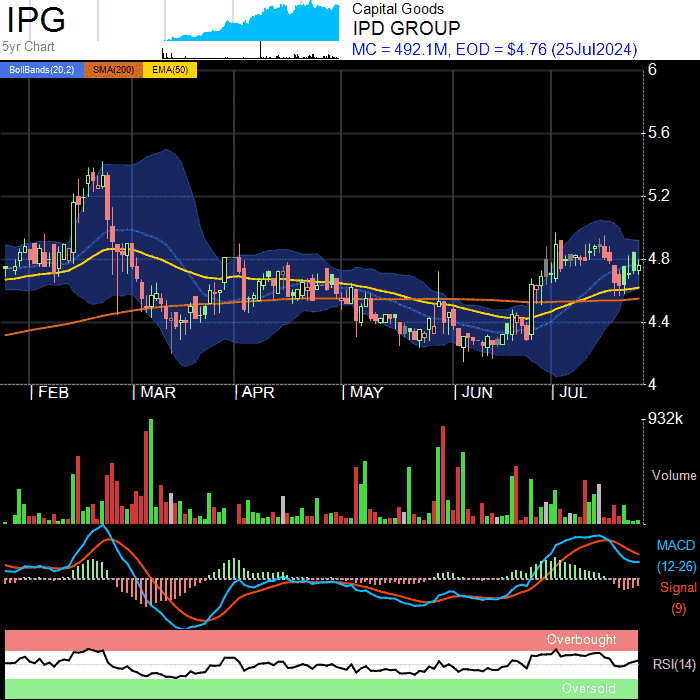 IPG
5yr Chart
Capital Goods
IPD GROUP
MC = 492.1M, EOD = $4.76 (25Jul2024)
BollBands(20,2) SMA(200) EMA(50)
6
5.6
5.2
4.8
4.4
4
FEB MAR APR MAY JUN JUL
932k
Volume
MACD
(12-26)
Signal
(9)
Overbought
RSI(14)
Oversold